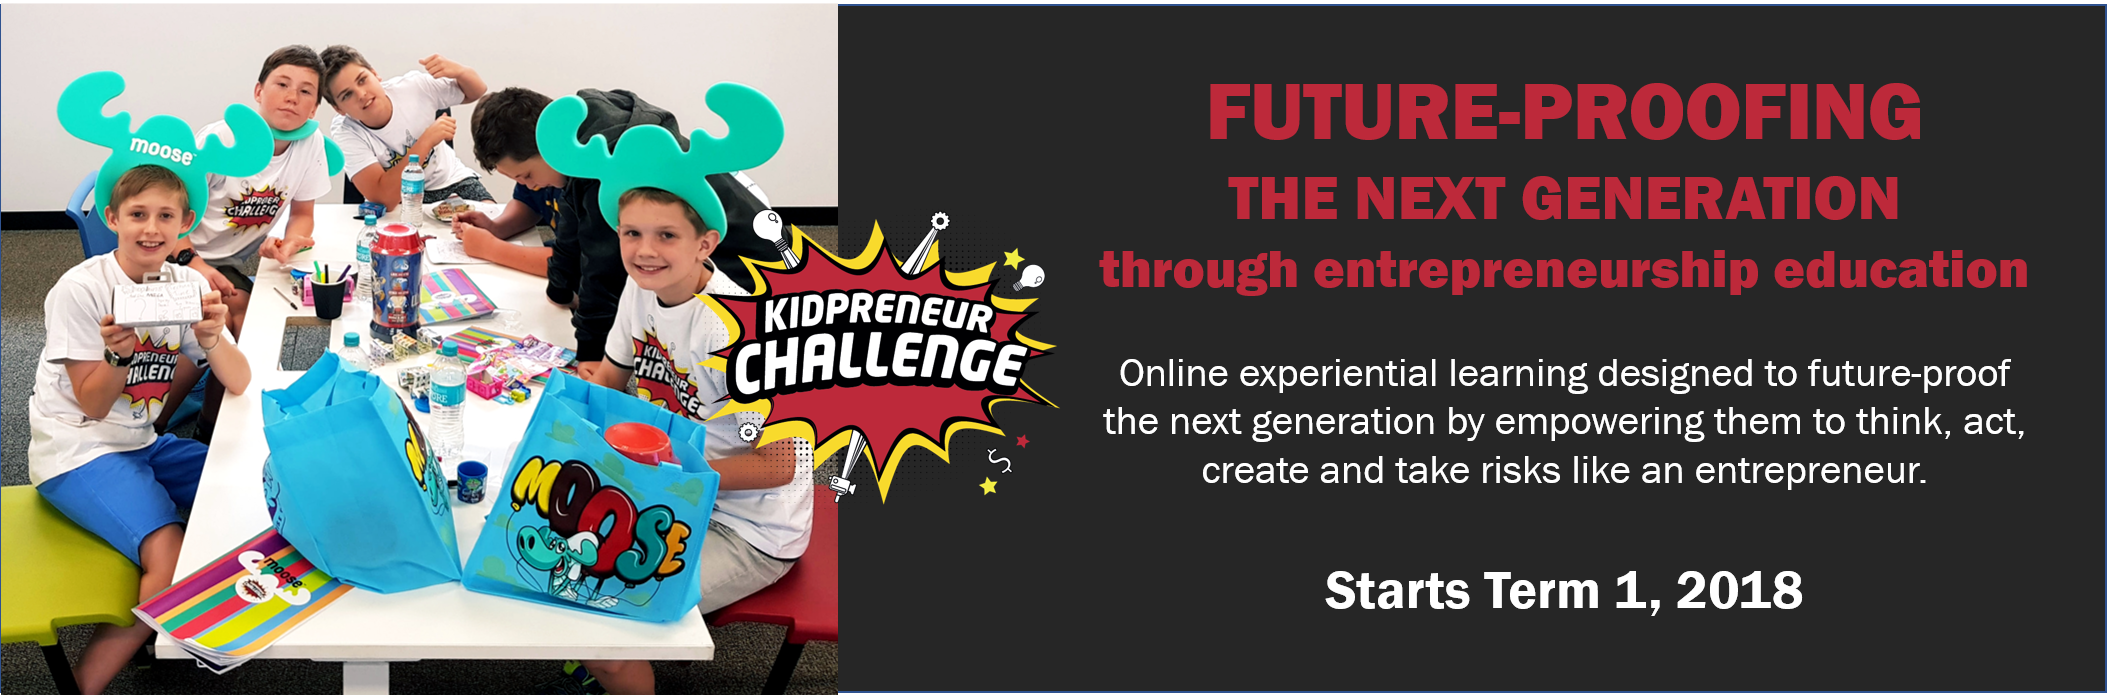 FUTURE-PROOFING
THE NEXT GENERATION
through entrepreneurship education
Online experiential learning designed to future-proof
the next generation by empowering them to think, act,
create and take risks like an entrepreneur.
Starts Term 1, 2018
KIDPRENEUR
CHALLENGE
moose
MOOSE
moose